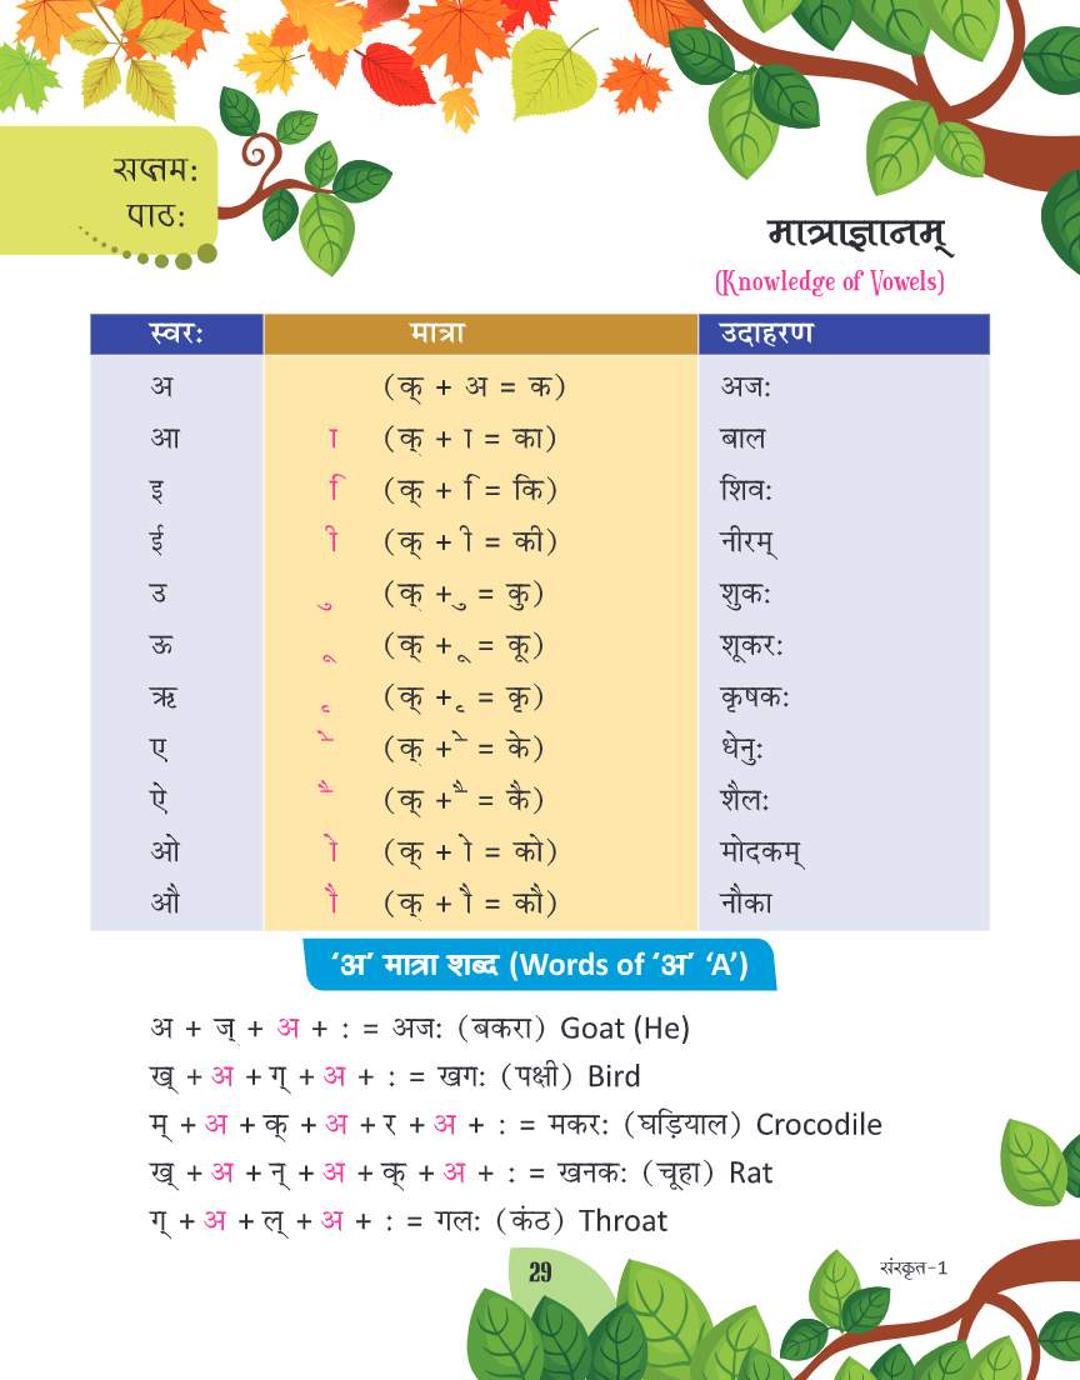 सप्तमः
पाठः
मात्राज्ञानम्
(Knowledge of Vowels)
स्वरः मात्रा उदाहरण
अ (क् + अ = क) अजः
आ ा (क् + ा = का) बाल
इ ि (क् + ि = कि) शिवः
ई ी (क् + ी = की) नीरम्
उ ु (क् + ु = कु) शुकः
ऊ ू (क् + ू = कू) शूकरः
ऋ ृ (क् + ृ = कृ) कृषकः
ए े (क् + े = के) धेनुः
ऐ ै (क् + ै = कै) शैलः
ओ ो (क् + ो = को) मोदकम्
औ ौ (क् + ौ = कौ) नौका
‘अ’ मात्रा शब्द (Words of ‘अ’ ‘A’)
अ + ज् + अ + : = अजः (बकरा) Goat (He)
ख् + अ + ग् + अ + : = खगः (पक्षी) Bird
म् + अ + क् + अ + र + अ + : = मकरः (घड़ियाल) Crocodile
ख् + अ + न् + अ + क् + अ + : = खनकः (चूहा) Rat
ग् + अ + ल् + अ + : = गलः (कंठ) Throat
29
संस्कृत-1